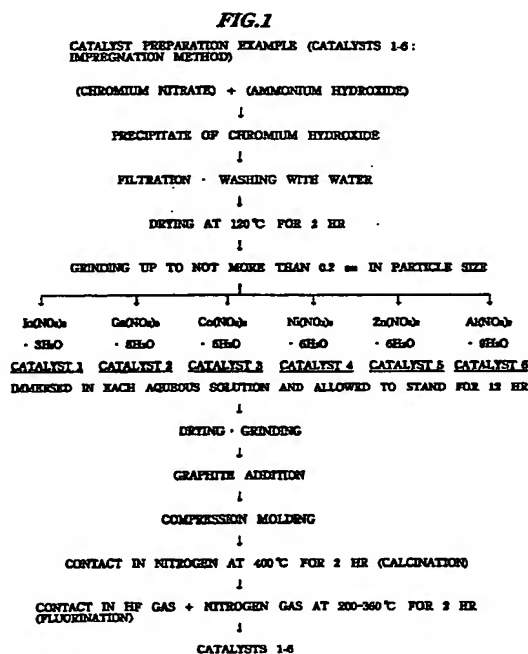 FIG.1
CATALYST PREPARATION EXAMPLE (CATALYSTS 1-6 :
IMPREGNATION METHOD)
(CHROMIUM NITRATE) + (AMMONIUM HYDROXIDE)
↓
PRECIPITATE OF CHROMIUM HYDROXIDE
↓
FILTRATION · WASHING WITH WATER
↓
DRYING AT 120℃ FOR 2 HR
↓
GRINDING UP TO NOT MORE THAN 0.2 mm IN PARTICLE SIZE
In(NO₃)₃ Ga(NO₃)₃ Co(NO₃)₂ Ni(NO₃)₂ Zn(NO₃)₂ Al(NO₃)₃
· 3H₂O · 8H₂O · 6H₂O · 6H₂O · 6H₂O · 9H₂O
CATALYST 1 CATALYST 2 CATALYST 3 CATALYST 4 CATALYST 5 CATALYST 6
IMMERSED IN EACH AQUEOUS SOLUTION AND ALLOWED TO STAND FOR 12 HR
↓
DRYING · GRINDING
↓
GRAPHITE ADDITION
↓
COMPRESSION MOLDING
↓
CONTACT IN NITROGEN AT 400℃ FOR 2 HR (CALCINATION)
↓
CONTACT IN HF GAS + NITROGEN GAS AT 200-360℃ FOR 2 HR
(FLUORINATION)
↓
CATALYSTS 1-6